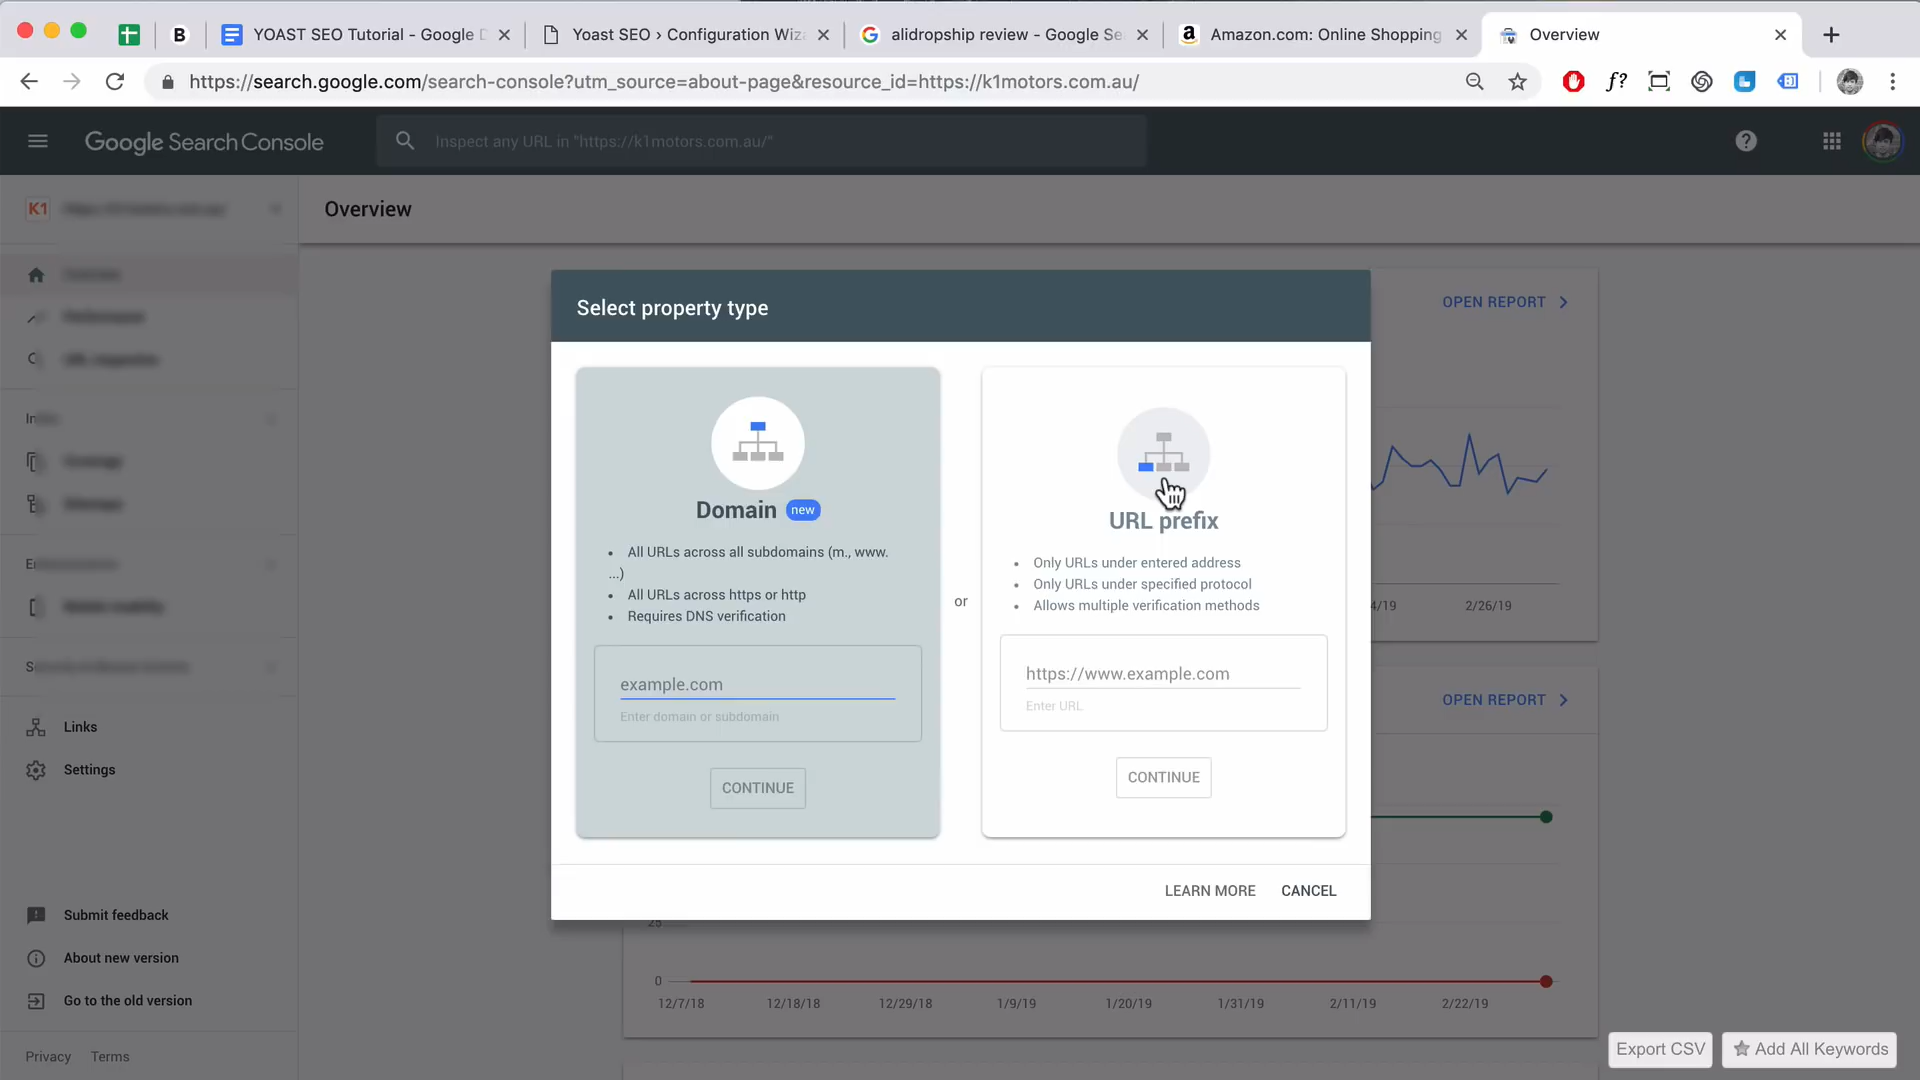 YOAST SEO Tutorial - Google D
Yoast SEO › Configuration Wiza
alidropship review - Google Se
Amazon.com: Online Shopping
Overview
https://search.google.com/search-console?utm_source=about-page&resource_id=https://k1motors.com.au/
Google Search Console
Inspect any URL in "https://k1motors.com.au/"
K1
Overview
Select property type
OPEN REPORT
Domain new
All URLs across all subdomains (m., www.
...)
All URLs across https or http
Requires DNS verification
example.com
Enter domain or subdomain
CONTINUE
or
URL prefix
Only URLs under entered address
Only URLs under specified protocol
Allows multiple verification methods
https://www.example.com
Enter URL
CONTINUE
LEARN MORE CANCEL
4/19 2/26/19
OPEN REPORT
Links
Settings
Submit feedback
About new version
Go to the old version
Privacy Terms
25
0
12/7/18 12/18/18 12/29/18 1/9/19 1/20/19 1/31/19 2/11/19 2/22/19
Export CSV Add All Keywords